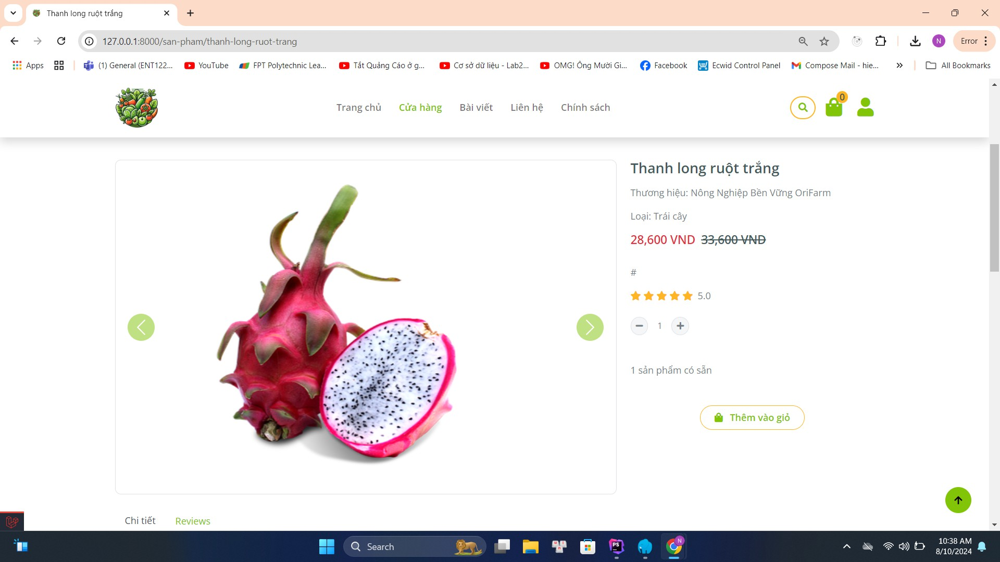 Thanh long ruột trắng
127.0.0.1:8000/san-pham/thanh-long-ruot-trang
N
Error
Apps
(1) General (ENT122...
YouTube
FPT Polytechnic Lea...
Tắt Quảng Cáo ở g...
Cơ sở dữ liệu - Lab2...
OMG! Ông Mười Gi...
Facebook
Ecwid Control Panel
Compose Mail - hie...
All Bookmarks
Trang chủ
Cửa hàng
Bài viết
Liên hệ
Chính sách
0
Thanh long ruột trắng
Thương hiệu: Nông Nghiệp Bền Vững OriFarm
Loại: Trái cây
28,600 VND 33,600 VND
#
5.0
1
1 sản phẩm có sẵn
Thêm vào giỏ
Chi tiết
Reviews
Search
PS
N
10:38 AM
8/10/2024